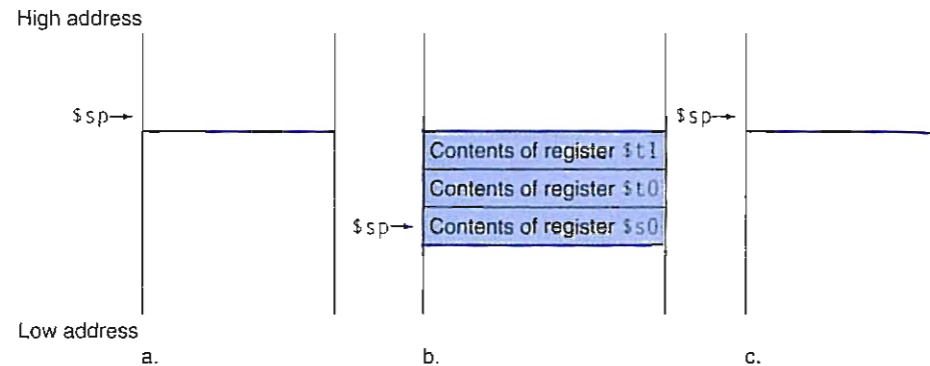 High address
$sp→
$sp→
Contents of register $t1
Contents of register $t0
$sp→ Contents of register $s0
Low address
a.
b.
c.